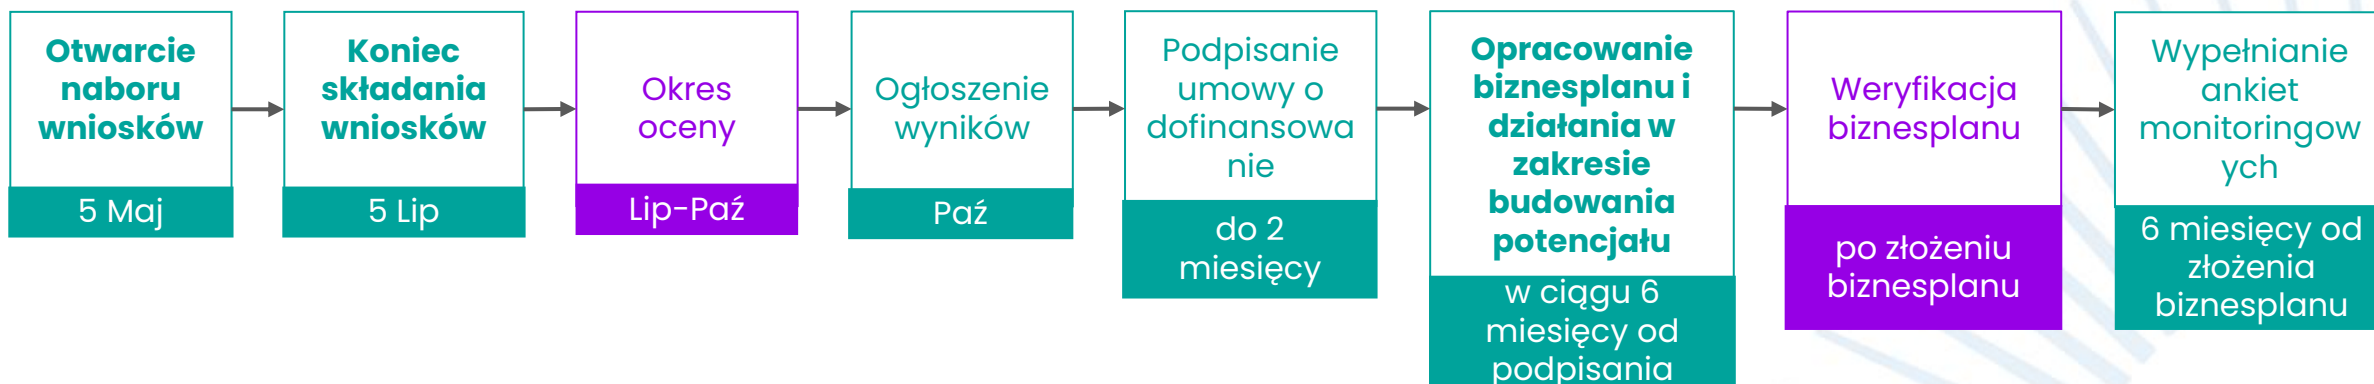 Otwarcie
naboru
wniosków
5 Maj
Koniec
składania
wniosków
5 Lip
Okres
oceny
Lip-Paź
Ogłoszenie
wyników
Paź
Podpisanie
umowy o
dofinansowa
nie
do 2
miesięcy
Opracowanie
biznesplanu i
działania w
zakresie
budowania
potencjału
w ciągu 6
miesięcy od
podpisania
Weryfikacja
biznesplanu
po złożeniu
biznesplanu
Wypełnianie
ankiet
monitoringow
ych
6 miesięcy od
złożenia
biznesplanu